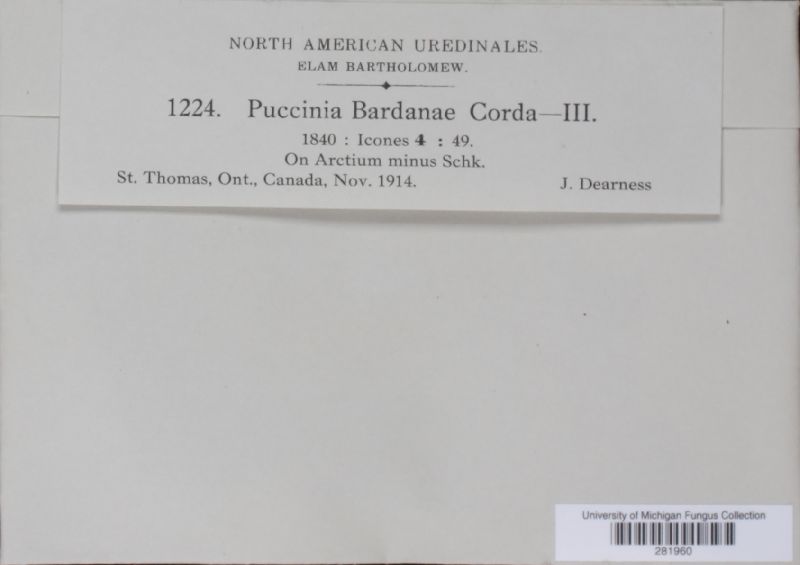 NORTH AMERICAN UREDINALES.
ELAM BARTHOLOMEW.
1224. Puccinia Bardanae Corda—III.
1840 : Icones 4 : 49.
On Arctium minus Schk.
St. Thomas, Ont., Canada, Nov. 1914. J. Dearness
University of Michigan Fungus Collection
281960